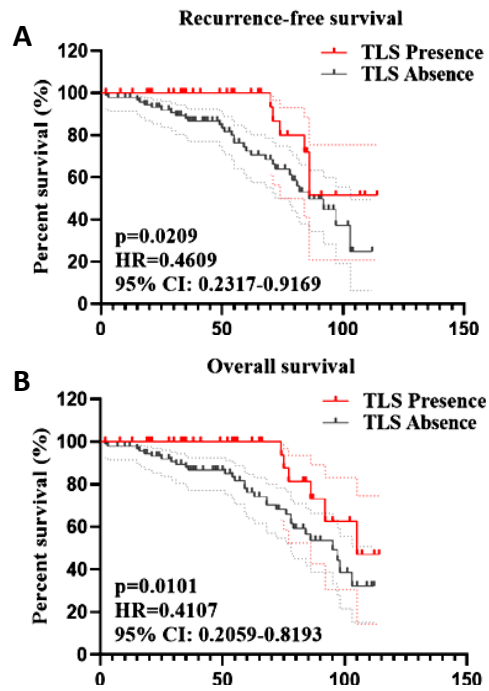 Recurrence-free survival
A
120
100
80
60
40
20
0
Percent survival (%)
TLS Presence
TLS Absence
p=0.0209
HR=0.4609
95% CI: 0.2317-0.9169
0
50
100
150
Overall survival
B
120
100
80
60
40
20
0
Percent survival (%)
TLS Presence
TLS Absence
p=0.0101
HR=0.4107
95% CI: 0.2059-0.8193
0
50
100
150